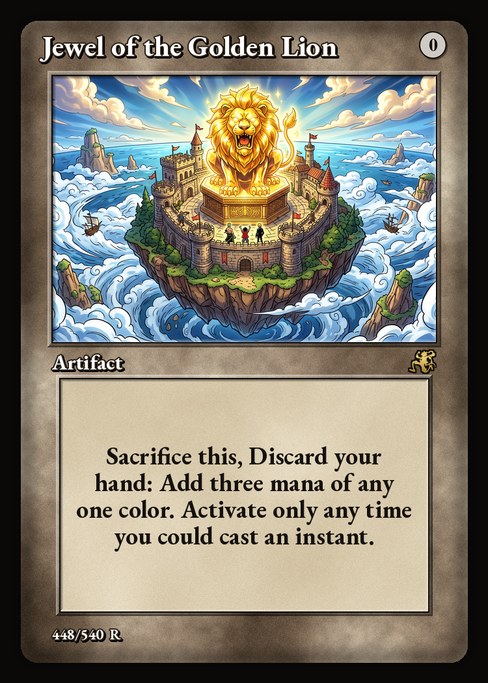 Jewel of the Golden Lion
0
Artifact
Sacrifice this, Discard your
hand: Add three mana of any
one color. Activate only any time
you could cast an instant.
448/540 R